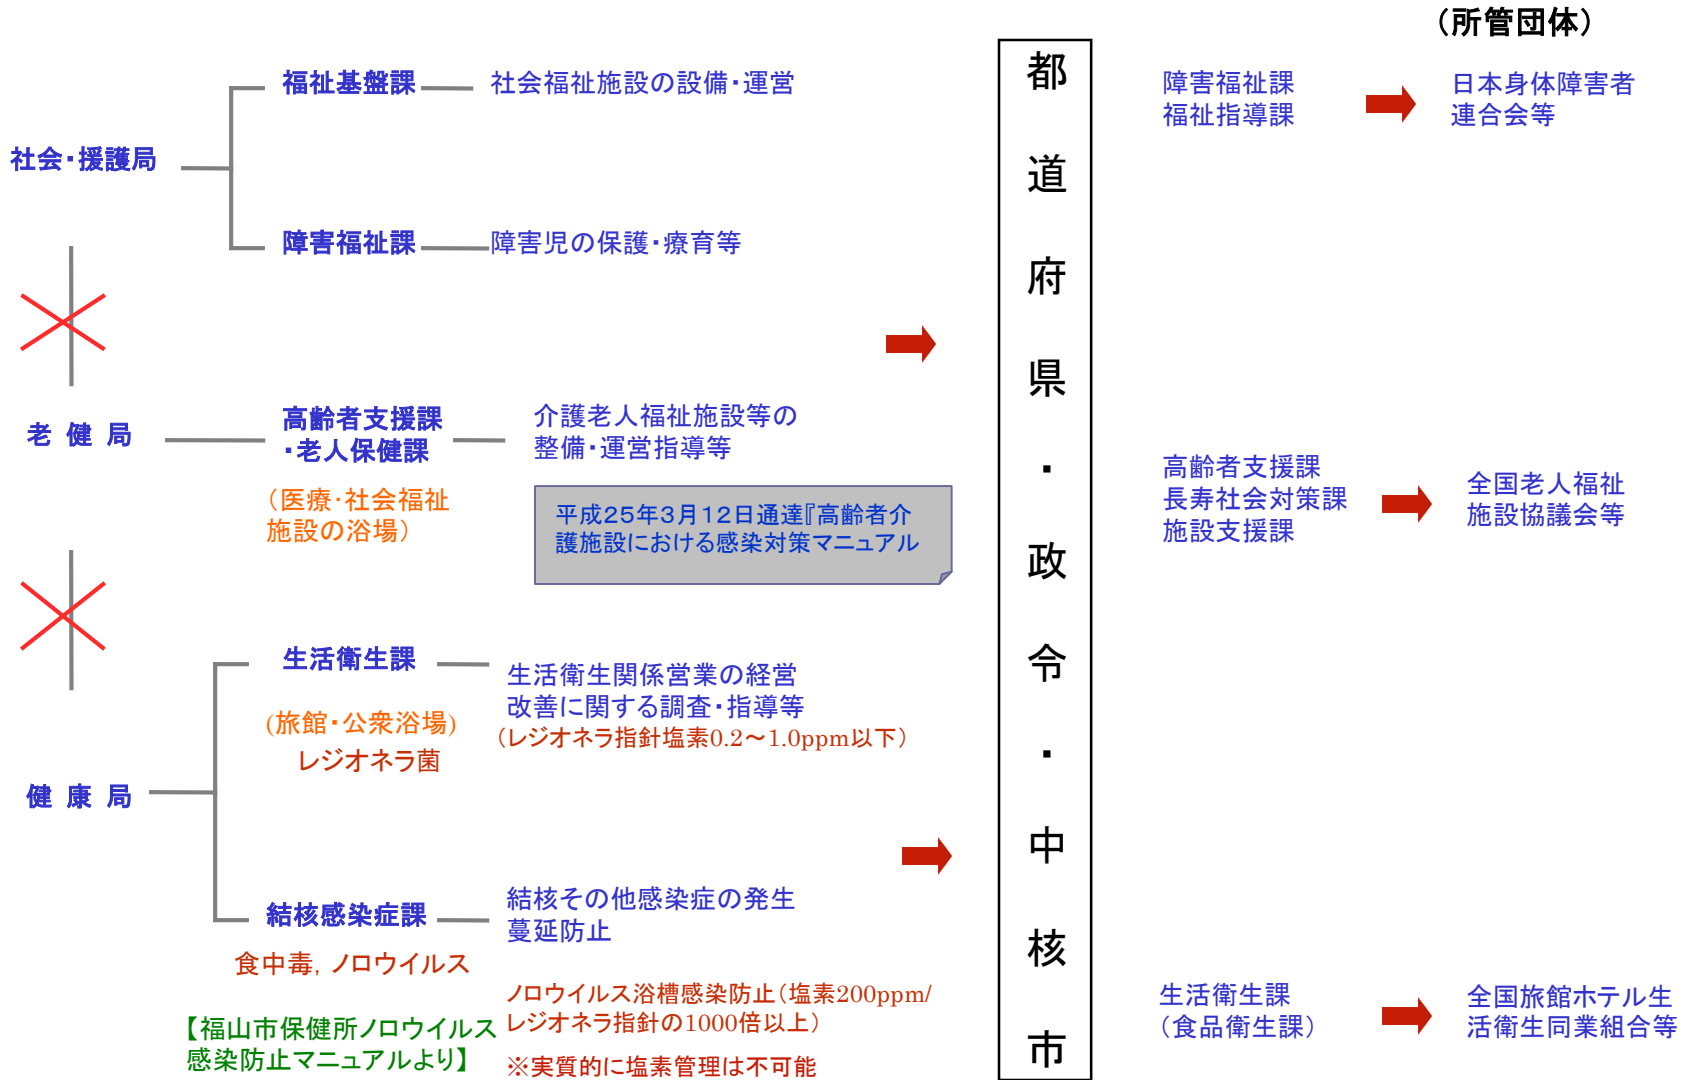 （所管団体）
社会・援護局
福祉基盤課
社会福祉施設の設備・運営
障害福祉課
障害児の保護・療育等
老 健 局
高齢者支援課
・老人保健課
（医療・社会福祉
施設の浴場）
介護老人福祉施設等の
整備・運営指導等
平成25年3月12日通達『高齢者介
護施設における感染対策マニュアル
健 康 局
生活衛生課
(旅館・公衆浴場)
レジオネラ菌
生活衛生関係営業の経営
改善に関する調査・指導等
（レジオネラ指針塩素0.2～1.0ppm以下）
結核感染症課
食中毒, ノロウイルス
結核その他感染症の発生
蔓延防止
【福山市保健所ノロウイルス
感染防止マニュアルより】
ノロウイルス浴槽感染防止（塩素200ppm/
レジオネラ指針の1000倍以上）
※実質的に塩素管理は不可能
都道府県・政令・中核市
障害福祉課
福祉指導課
日本身体障害者
連合会等
高齢者支援課
長寿社会対策課
施設支援課
全国老人福祉
施設協議会等
生活衛生課
（食品衛生課）
全国旅館ホテル生
活衛生同業組合等